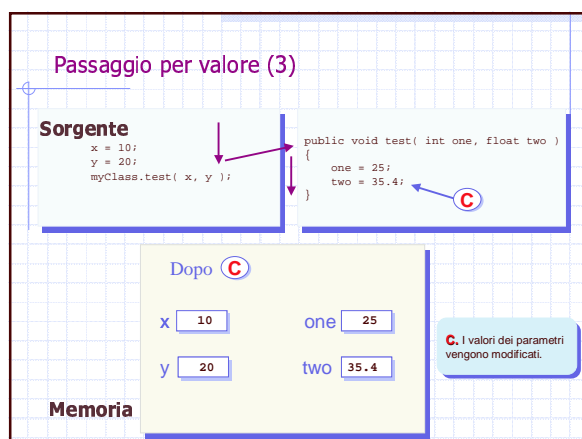 Passaggio per valore (3)
Sorgente
x = 10;
y = 20;
myClass.test( x, y );
public void test( int one, float two )
{
one = 25;
two = 35.4;
}
C
Dopo C
x 10
one 25
y 20
two 35.4
C. I valori dei parametri
vengono modificati.
Memoria